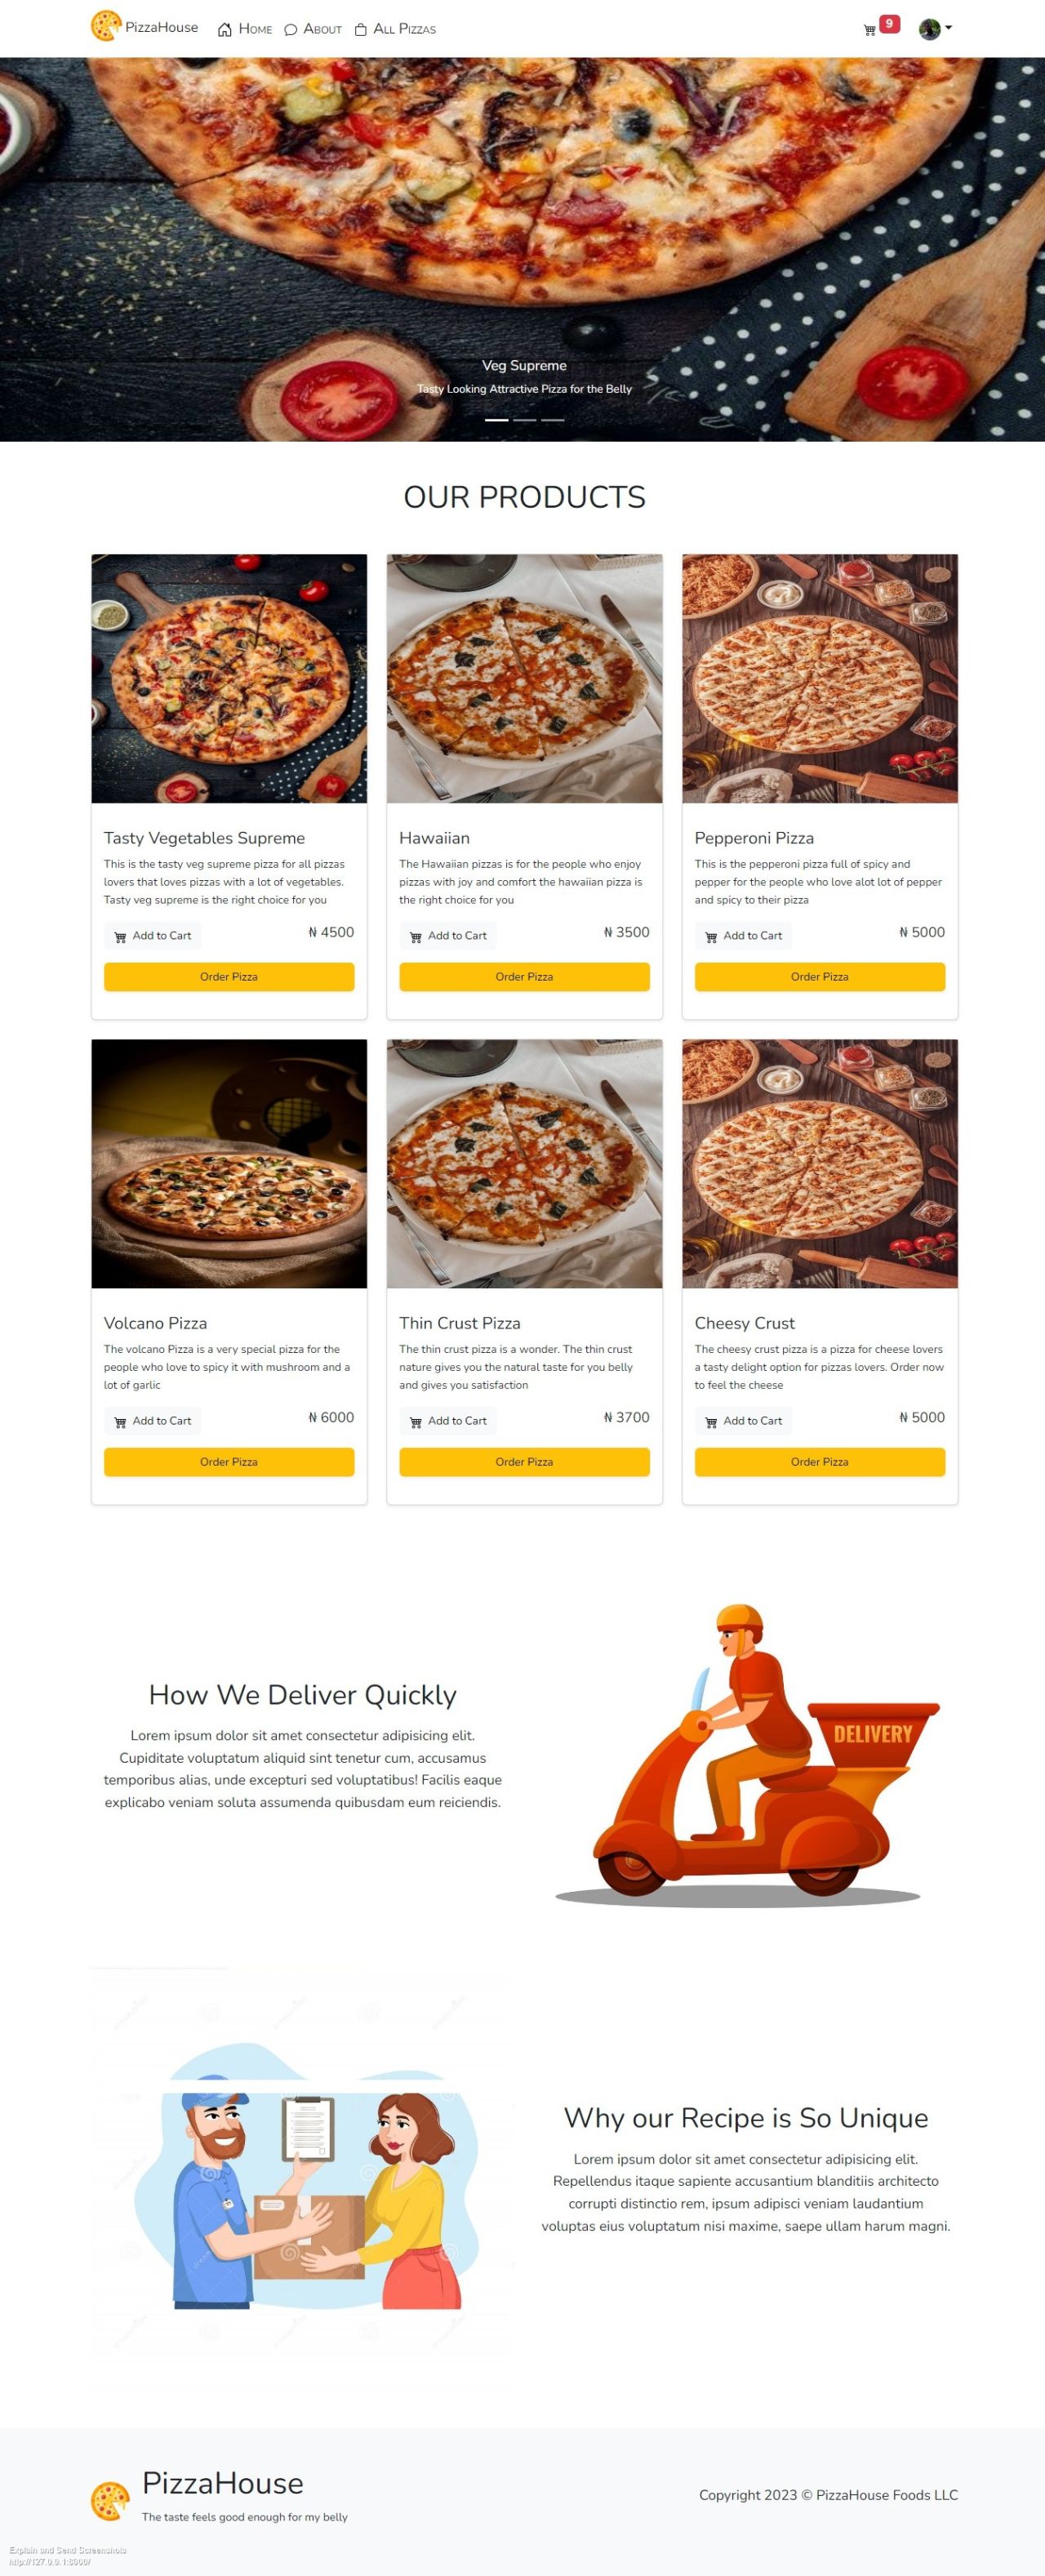 PizzaHouse Home About All Pizzas 9
Veg Supreme
Tasty Looking Attractive Pizza for the Belly
OUR PRODUCTS
Tasty Vegetables Supreme
This is the tasty veg supreme pizza for all pizzas
lovers that loves pizzas with a lot of vegetables.
Tasty veg supreme is the right choice for you
Add to Cart ₦ 4500
Order Pizza
Hawaiian
The Hawaiian pizzas is for the people who enjoy
pizzas with joy and comfort the hawaiian pizza is
the right choice for you
Add to Cart ₦ 3500
Order Pizza
Pepperoni Pizza
This is the pepperoni pizza full of spicy and
pepper for the people who love alot lot of pepper
and spicy to their pizza
Add to Cart ₦ 5000
Order Pizza
Volcano Pizza
The volcano Pizza is a very special pizza for the
people who love to spicy it with mushroom and a
lot of garlic
Add to Cart ₦ 6000
Order Pizza
Thin Crust Pizza
The thin crust pizza is a wonder. The thin crust
nature gives you the natural taste for you belly
and gives you satisfaction
Add to Cart ₦ 3700
Order Pizza
Cheesy Crust
The cheesy crust pizza is a pizza for cheese lovers
a tasty delight option for pizzas lovers. Order now
to feel the cheese
Add to Cart ₦ 5000
Order Pizza
How We Deliver Quickly
Lorem ipsum dolor sit amet consectetur adipisicing elit.
Cupiditate voluptatum aliquid sint tenetur cum, accusamus
temporibus alias, unde excepturi sed voluptatibus! Facilis eaque
explicabo veniam soluta assumenda quibusdam eum reiciendis.
DELIVERY
Why our Recipe is So Unique
Lorem ipsum dolor sit amet consectetur adipisicing elit.
Repellendus itaque sapiente accusantium blanditiis architecto
corrupti distinctio rem, ipsum adipisci veniam laudantium
voluptas eius voluptatum nisi maxime, saepe ullam harum magni.
PizzaHouse
The taste feels good enough for my belly
Copyright 2023 © PizzaHouse Foods LLC
Explain and Send Screenshots
http://127.0.0.1:8000/